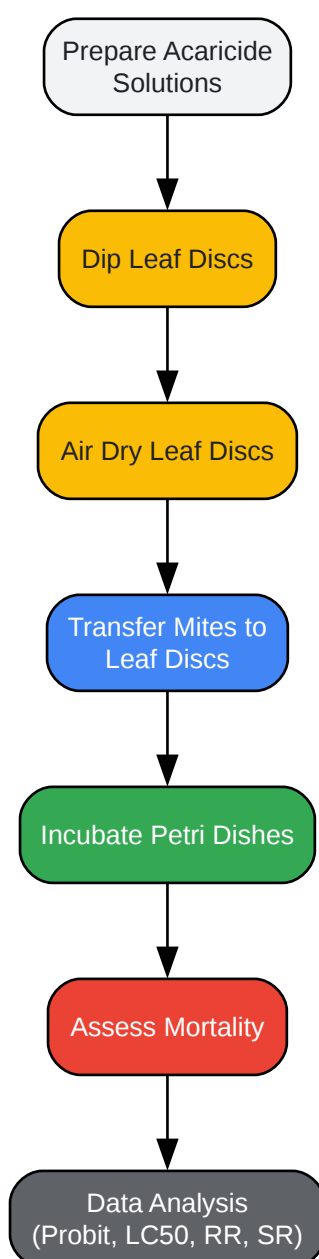 Prepare Acaricide
Solutions
Dip Leaf Discs
Air Dry Leaf Discs
Transfer Mites to
Leaf Discs
Incubate Petri Dishes
Assess Mortality
Data Analysis
(Probit, LC50, RR, SR)